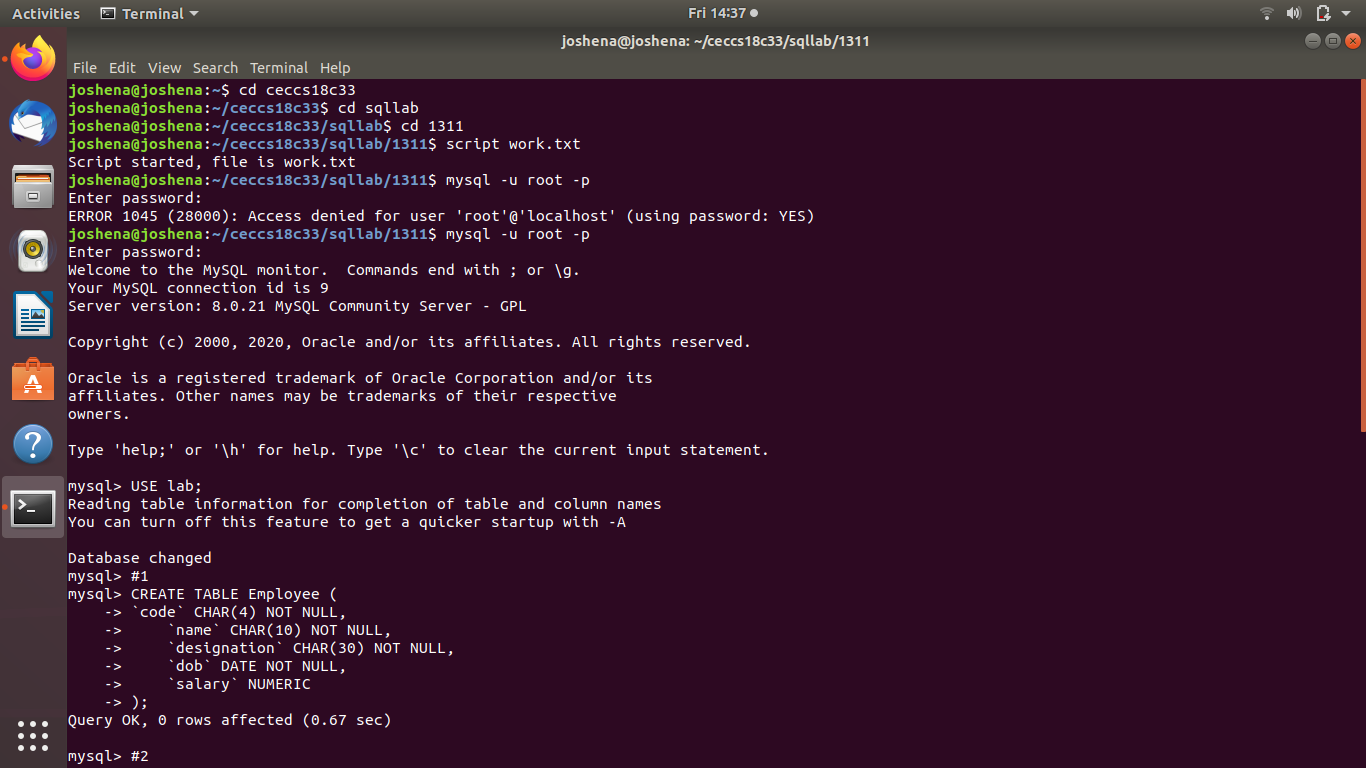 Activities
Terminal
Fri 14:37
joshena@joshena: ~/ceccs18c33/sqllab/1311
File Edit View Search Terminal Help
joshena@joshena:~$ cd ceccs18c33
joshena@joshena:~/ceccs18c33$ cd sqllab
joshena@joshena:~/ceccs18c33/sqllab$ cd 1311
joshena@joshena:~/ceccs18c33/sqllab/1311$ script work.txt
Script started, file is work.txt
joshena@joshena:~/ceccs18c33/sqllab/1311$ mysql -u root -p
Enter password:
ERROR 1045 (28000): Access denied for user 'root'@'localhost' (using password: YES)
joshena@joshena:~/ceccs18c33/sqllab/1311$ mysql -u root -p
Enter password:
Welcome to the MySQL monitor.  Commands end with ; or \g.
Your MySQL connection id is 9
Server version: 8.0.21 MySQL Community Server - GPL

Copyright (c) 2000, 2020, Oracle and/or its affiliates. All rights reserved.

Oracle is a registered trademark of Oracle Corporation and/or its
affiliates. Other names may be trademarks of their respective
owners.

Type 'help;' or '\h' for help. Type '\c' to clear the current input statement.

mysql> USE lab;
Reading table information for completion of table and column names
You can turn off this feature to get a quicker startup with -A

Database changed
mysql> #1
mysql> CREATE TABLE Employee (
    -> `code` CHAR(4) NOT NULL,
    ->     `name` CHAR(10) NOT NULL,
    ->     `designation` CHAR(30) NOT NULL,
    ->     `dob` DATE NOT NULL,
    ->     `salary` NUMERIC
    -> );
Query OK, 0 rows affected (0.67 sec)

mysql> #2